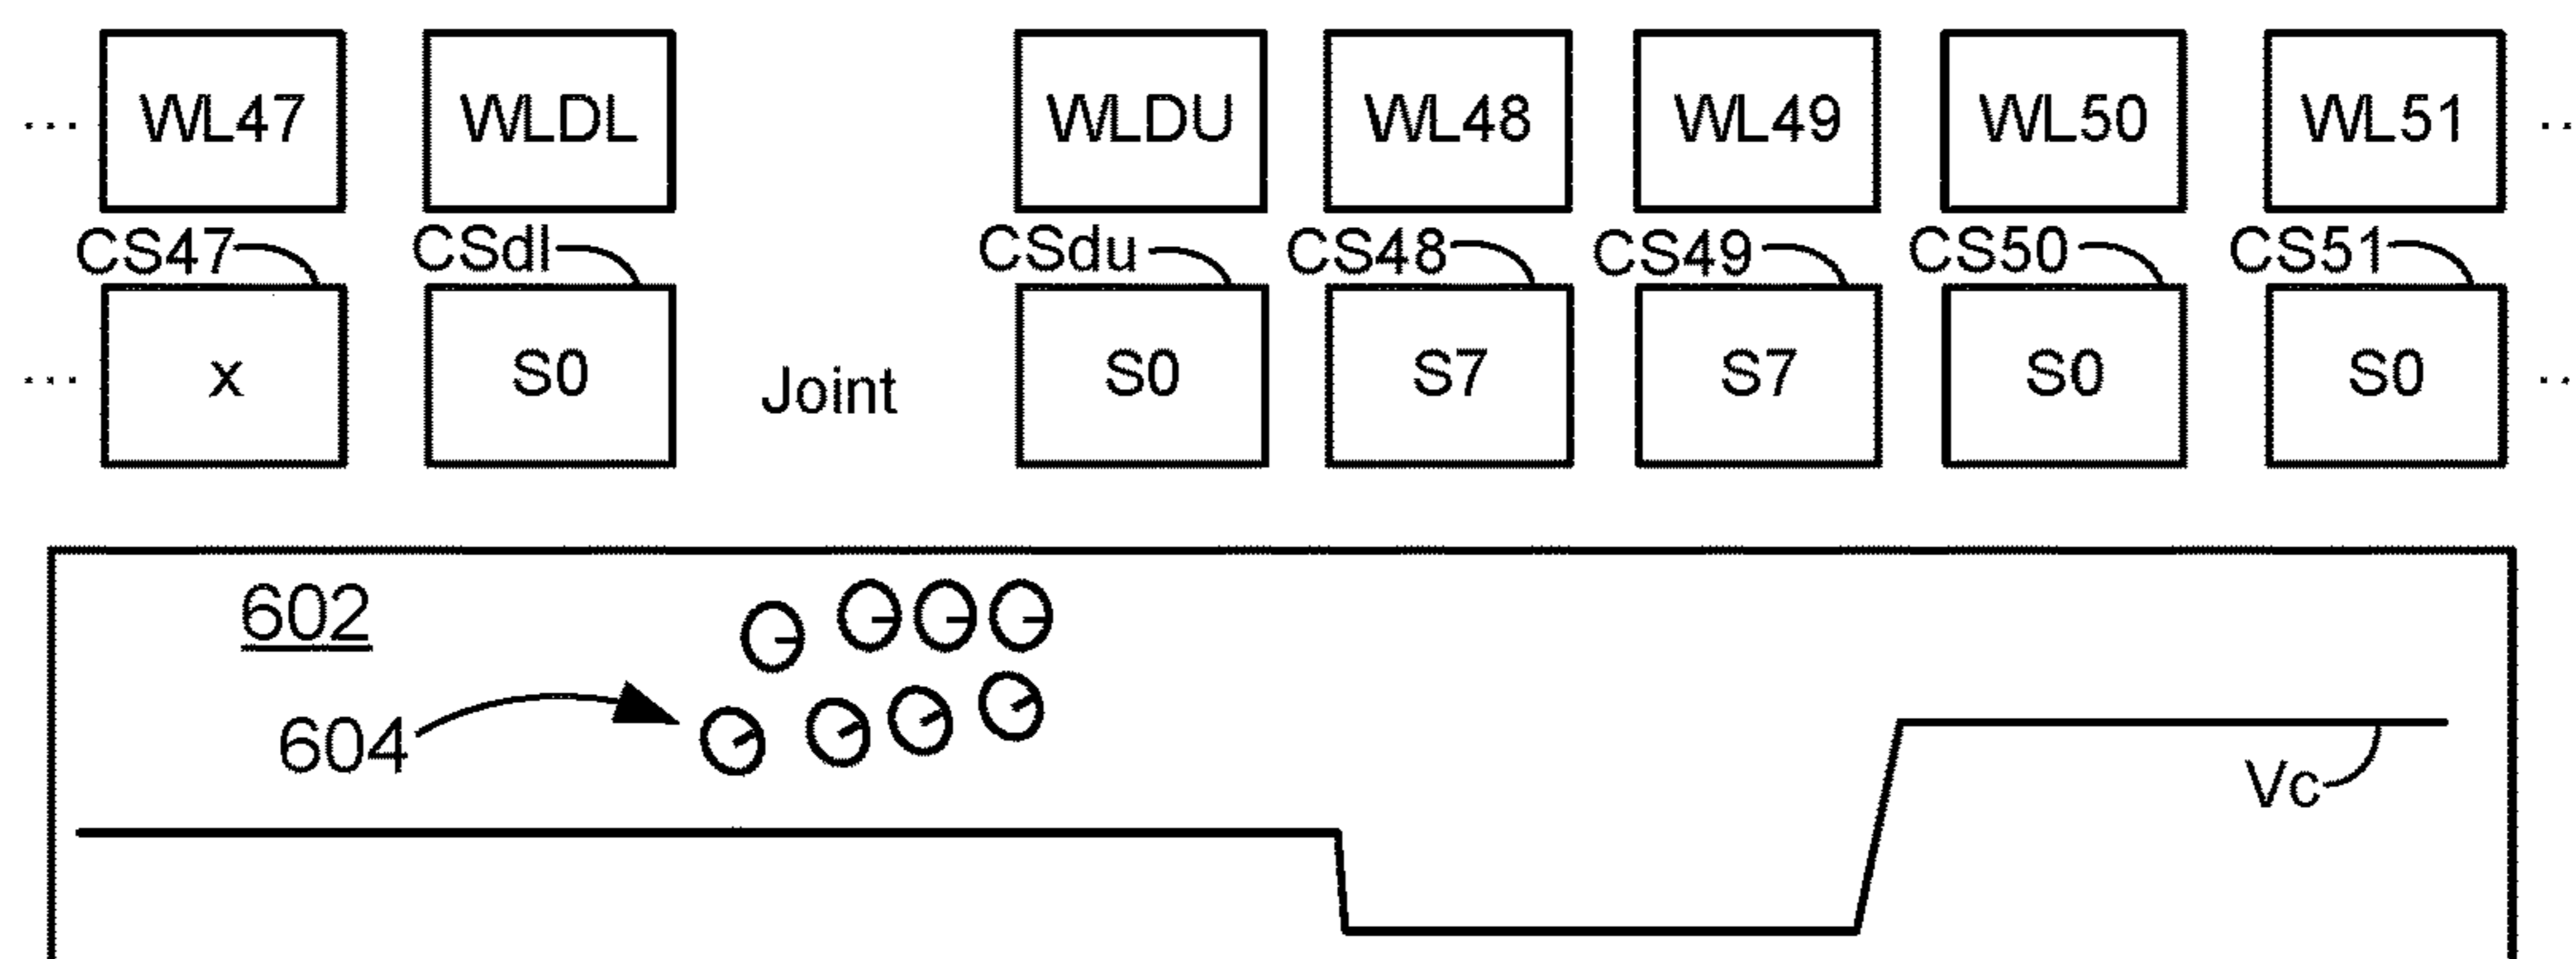 ... WL47 WLDL WLDU WL48 WL49 WL50 WL51 ..
CS47 CSdl CSdu CS48 CS49 CS50 CS51
... x S0 Joint S0 S7 S7 S0 S0 ..
602
604
Vc